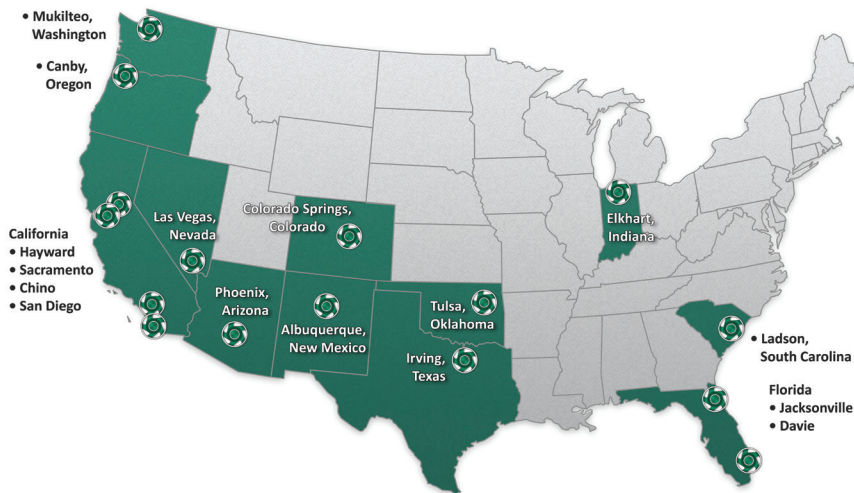 • Mukilteo,
Washington
• Canby,
Oregon
California
• Hayward
• Sacramento
• Chino
• San Diego
Las Vegas,
Nevada
Colorado Springs,
Colorado
Phoenix,
Arizona
Albuquerque,
New Mexico
Tulsa,
Oklahoma
Irving,
Texas
Elkhart,
Indiana
• Ladson,
South Carolina
Florida
• Jacksonville
• Davie